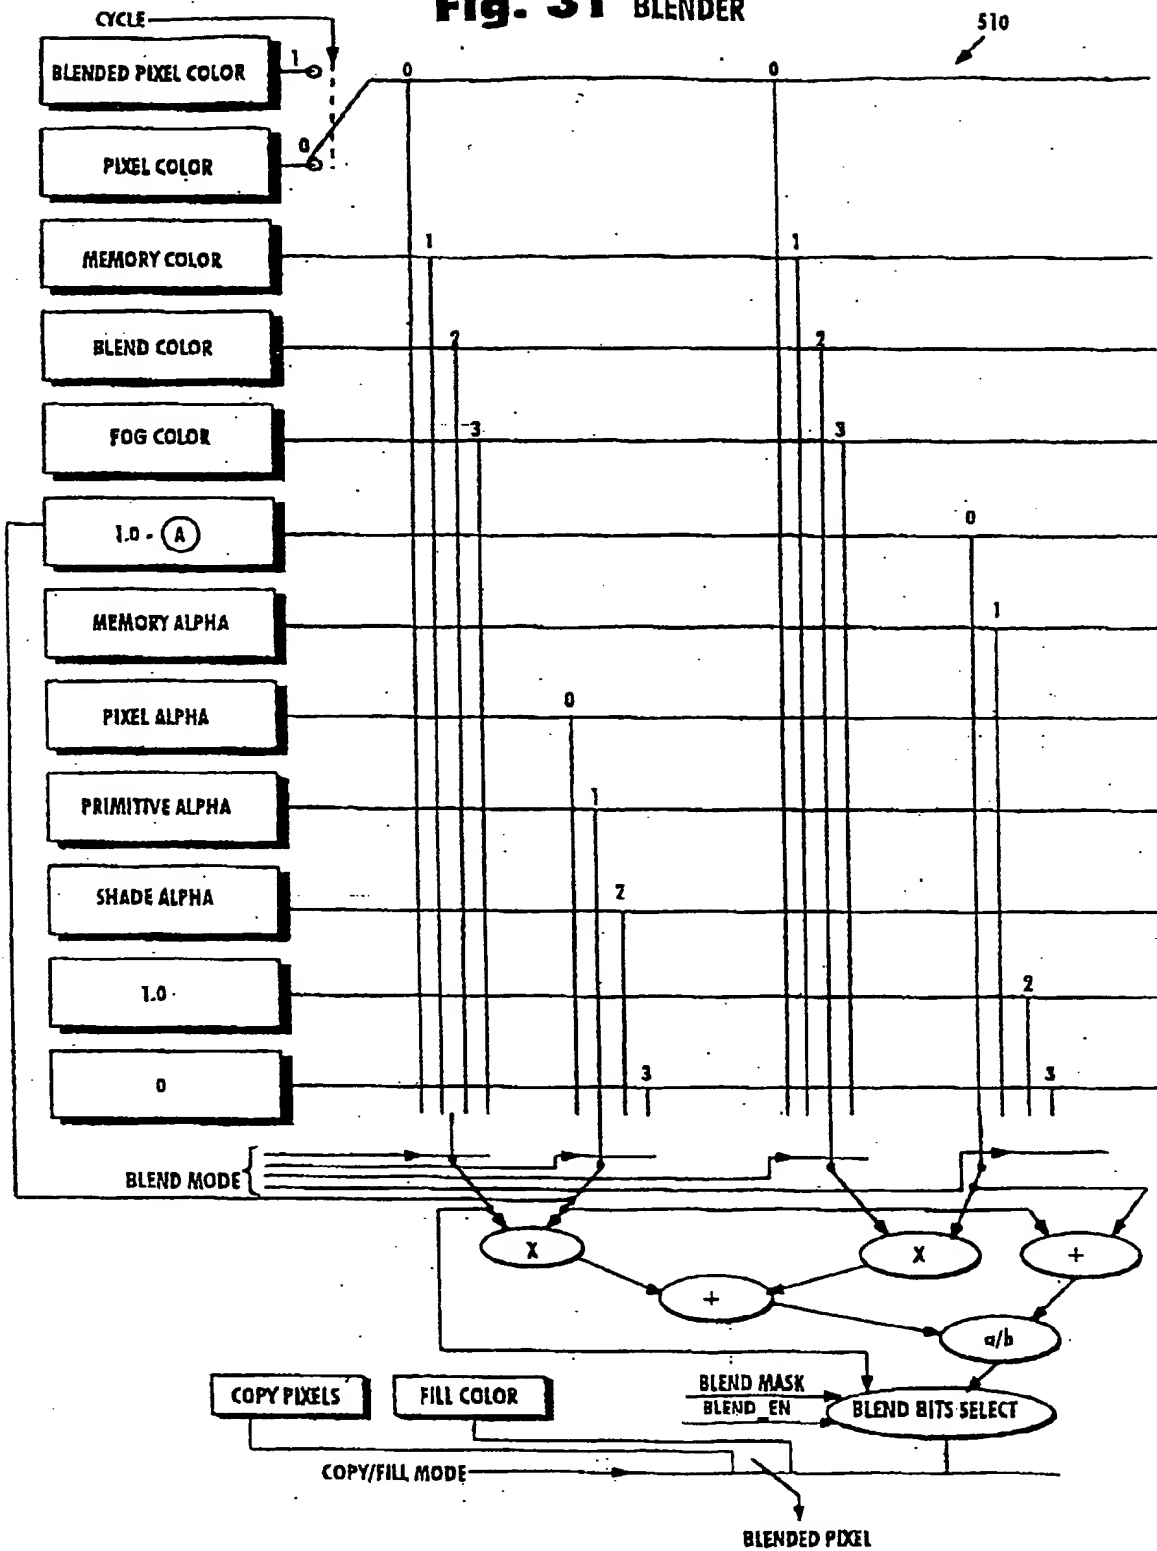 Fig. 31 BLENDER
CYCLE
510
BLENDED PIXEL COLOR
1
0
0
PIXEL COLOR
0
MEMORY COLOR
1
1
BLEND COLOR
2
2
FOG COLOR
3
3
1.0 - A
0
MEMORY ALPHA
1
PIXEL ALPHA
0
PRIMITIVE ALPHA
1
SHADE ALPHA
2
1.0
2
0
3
3
BLEND MODE
X
X
+
+
a/b
COPY PIXELS
FILL COLOR
BLEND MASK
BLEND_EN
BLEND BITS SELECT
COPY/FILL MODE
BLENDED PIXEL